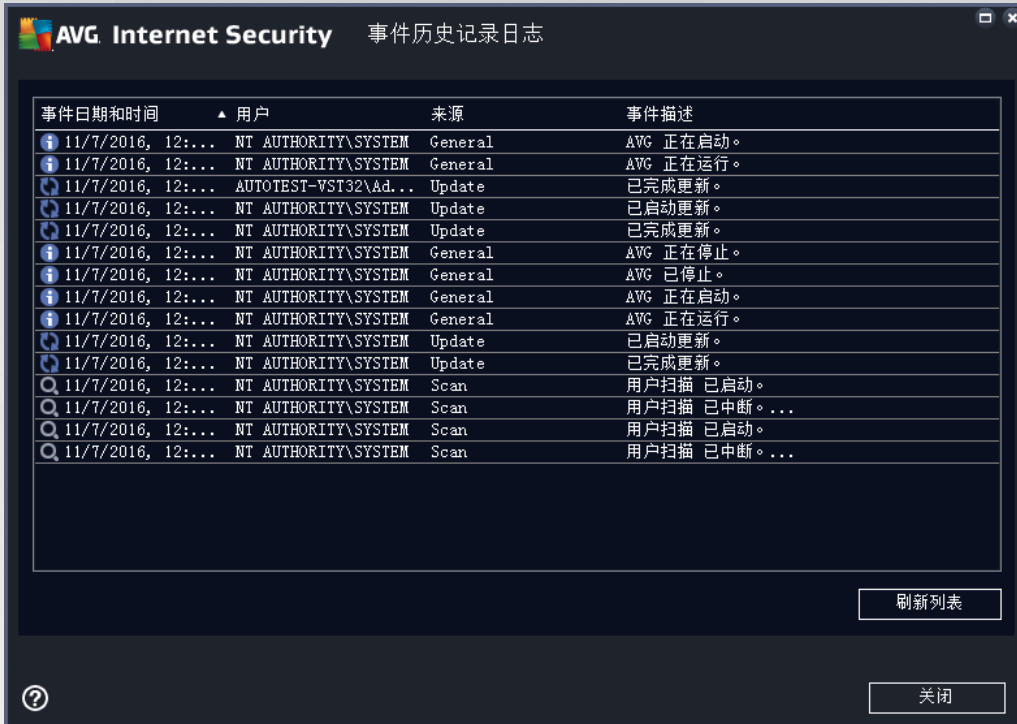 AVG Internet Security 事件历史记录日志
事件日期和时间 用户 来源 事件描述
11/7/2016, 12:... NT AUTHORITY\SYSTEM General AVG 正在启动。
11/7/2016, 12:... NT AUTHORITY\SYSTEM General AVG 正在运行。
11/7/2016, 12:... AUTOTEST-VST32\Ad... Update 已完成更新。
11/7/2016, 12:... NT AUTHORITY\SYSTEM Update 已启动更新。
11/7/2016, 12:... NT AUTHORITY\SYSTEM Update 已完成更新。
11/7/2016, 12:... NT AUTHORITY\SYSTEM General AVG 正在停止。
11/7/2016, 12:... NT AUTHORITY\SYSTEM General AVG 已停止。
11/7/2016, 12:... NT AUTHORITY\SYSTEM General AVG 正在启动。
11/7/2016, 12:... NT AUTHORITY\SYSTEM General AVG 正在运行。
11/7/2016, 12:... NT AUTHORITY\SYSTEM Update 已启动更新。
11/7/2016, 12:... NT AUTHORITY\SYSTEM Update 已完成更新。
11/7/2016, 12:... NT AUTHORITY\SYSTEM Scan 用户扫描 已启动。
11/7/2016, 12:... NT AUTHORITY\SYSTEM Scan 用户扫描 已中断。...
11/7/2016, 12:... NT AUTHORITY\SYSTEM Scan 用户扫描 已启动。
11/7/2016, 12:... NT AUTHORITY\SYSTEM Scan 用户扫描 已中断。...
刷新列表
关闭